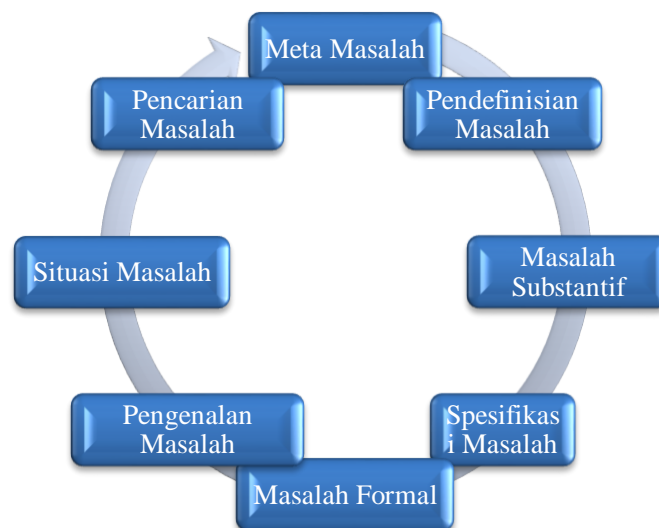 Meta Masalah
Pendefinisian
Masalah
Masalah
Substantif
Spesifikas
i Masalah
Masalah Formal
Pengenalan
Masalah
Situasi Masalah
Pencarian
Masalah